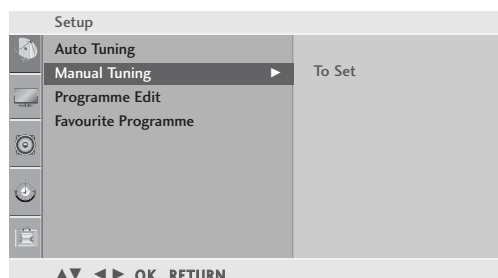 Setup
Auto Tuning
Manual Tuning ► To Set
Programme Edit
Favourite Programme
▲▼ ◄► OK RETURN